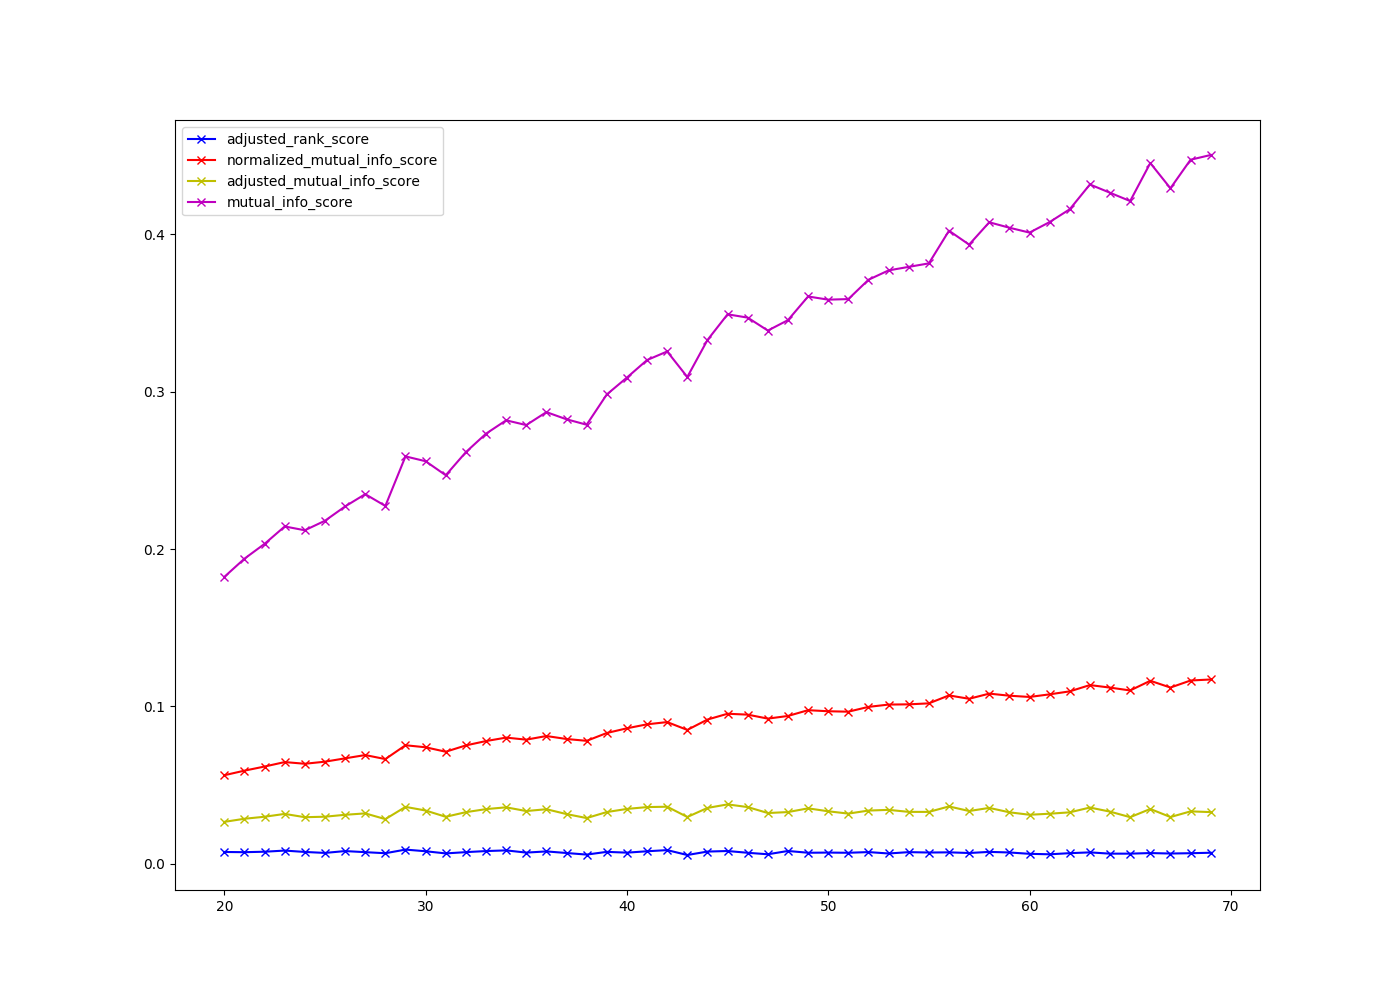 adjusted_rank_score
normalized_mutual_info_score
adjusted_mutual_info_score
mutual_info_score
0.4
0.3
0.2
0.1
0.0
20 30 40 50 60 70